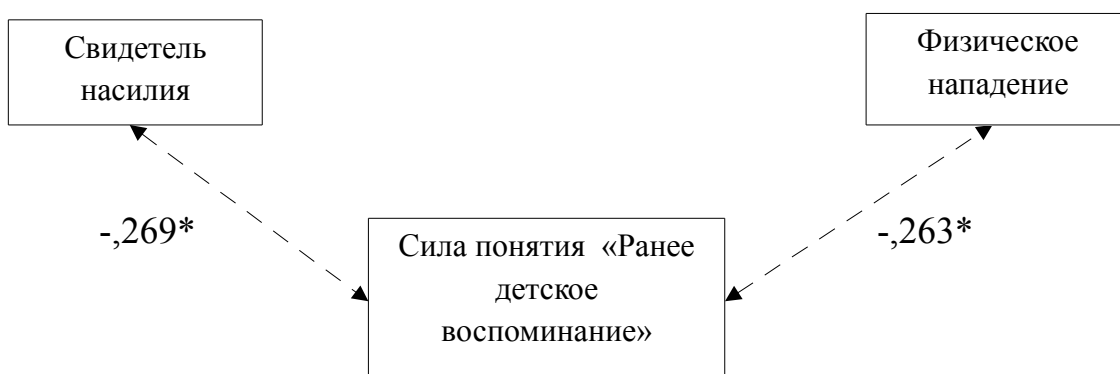 Свидетель
насилия
Физическое
нападение
-,269*
-,263*
Сила понятия «Ранее
детское
воспоминание»